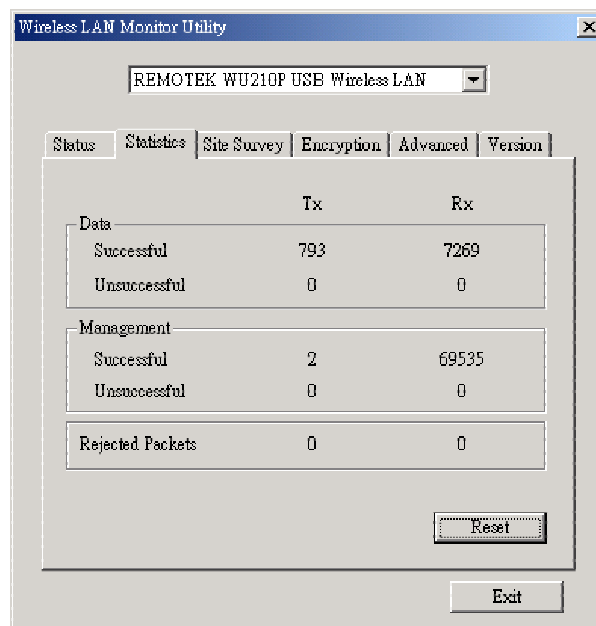 Wireless LAN Monitor Utility
REMOTEK WU210P USB Wireless LAN
Status Statistics Site Survey Encryption Advanced Version
Tx Rx
Data
Successful 793 7269
Unsuccessful 0 0
Management
Successful 2 69535
Unsuccessful 0 0
Rejected Packets 0 0
Reset
Exit